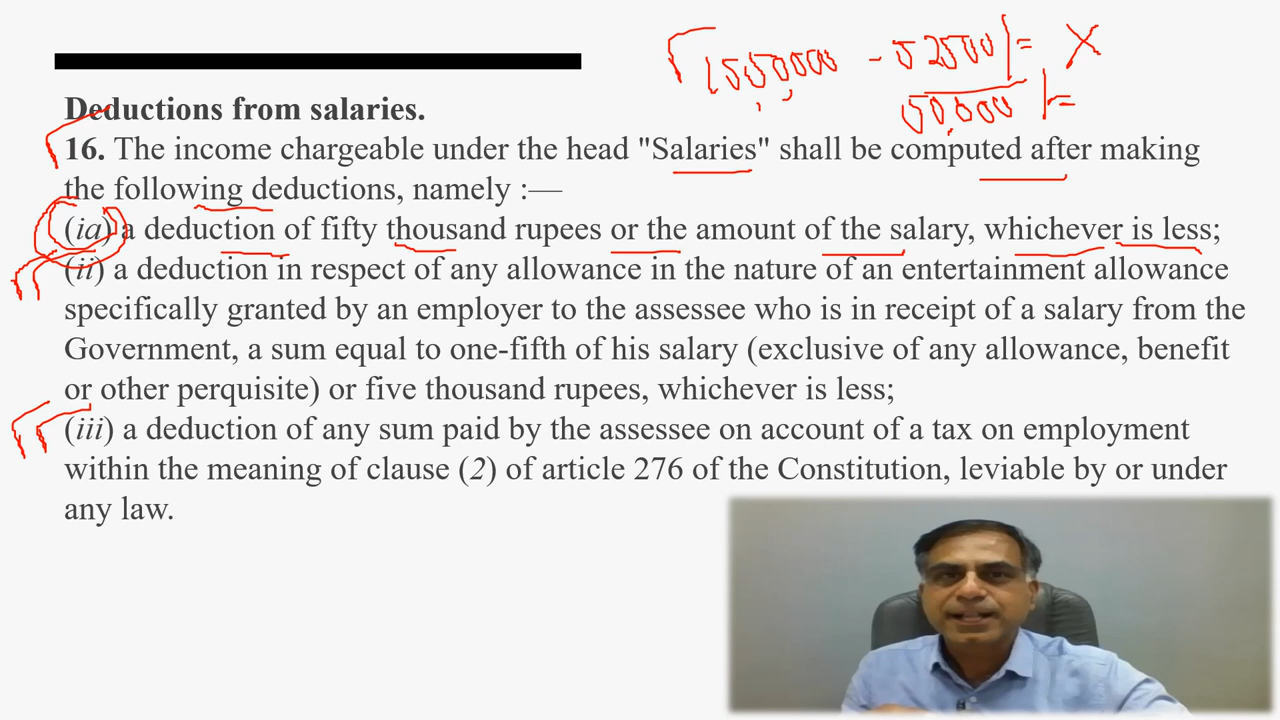 1550000 - 52500/= X
50,000/=
Deductions from salaries.
16. The income chargeable under the head "Salaries" shall be computed after making
the following deductions, namely :—
(ia) a deduction of fifty thousand rupees or the amount of the salary, whichever is less;
(ii) a deduction in respect of any allowance in the nature of an entertainment allowance
specifically granted by an employer to the assessee who is in receipt of a salary from the
Government, a sum equal to one-fifth of his salary (exclusive of any allowance, benefit
or other perquisite) or five thousand rupees, whichever is less;
(iii) a deduction of any sum paid by the assessee on account of a tax on employment
within the meaning of clause (2) of article 276 of the Constitution, leviable by or under
any law.